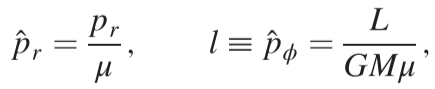 p̂_r = p_r / μ,    l ≡ p̂_ϕ = L / GMμ,